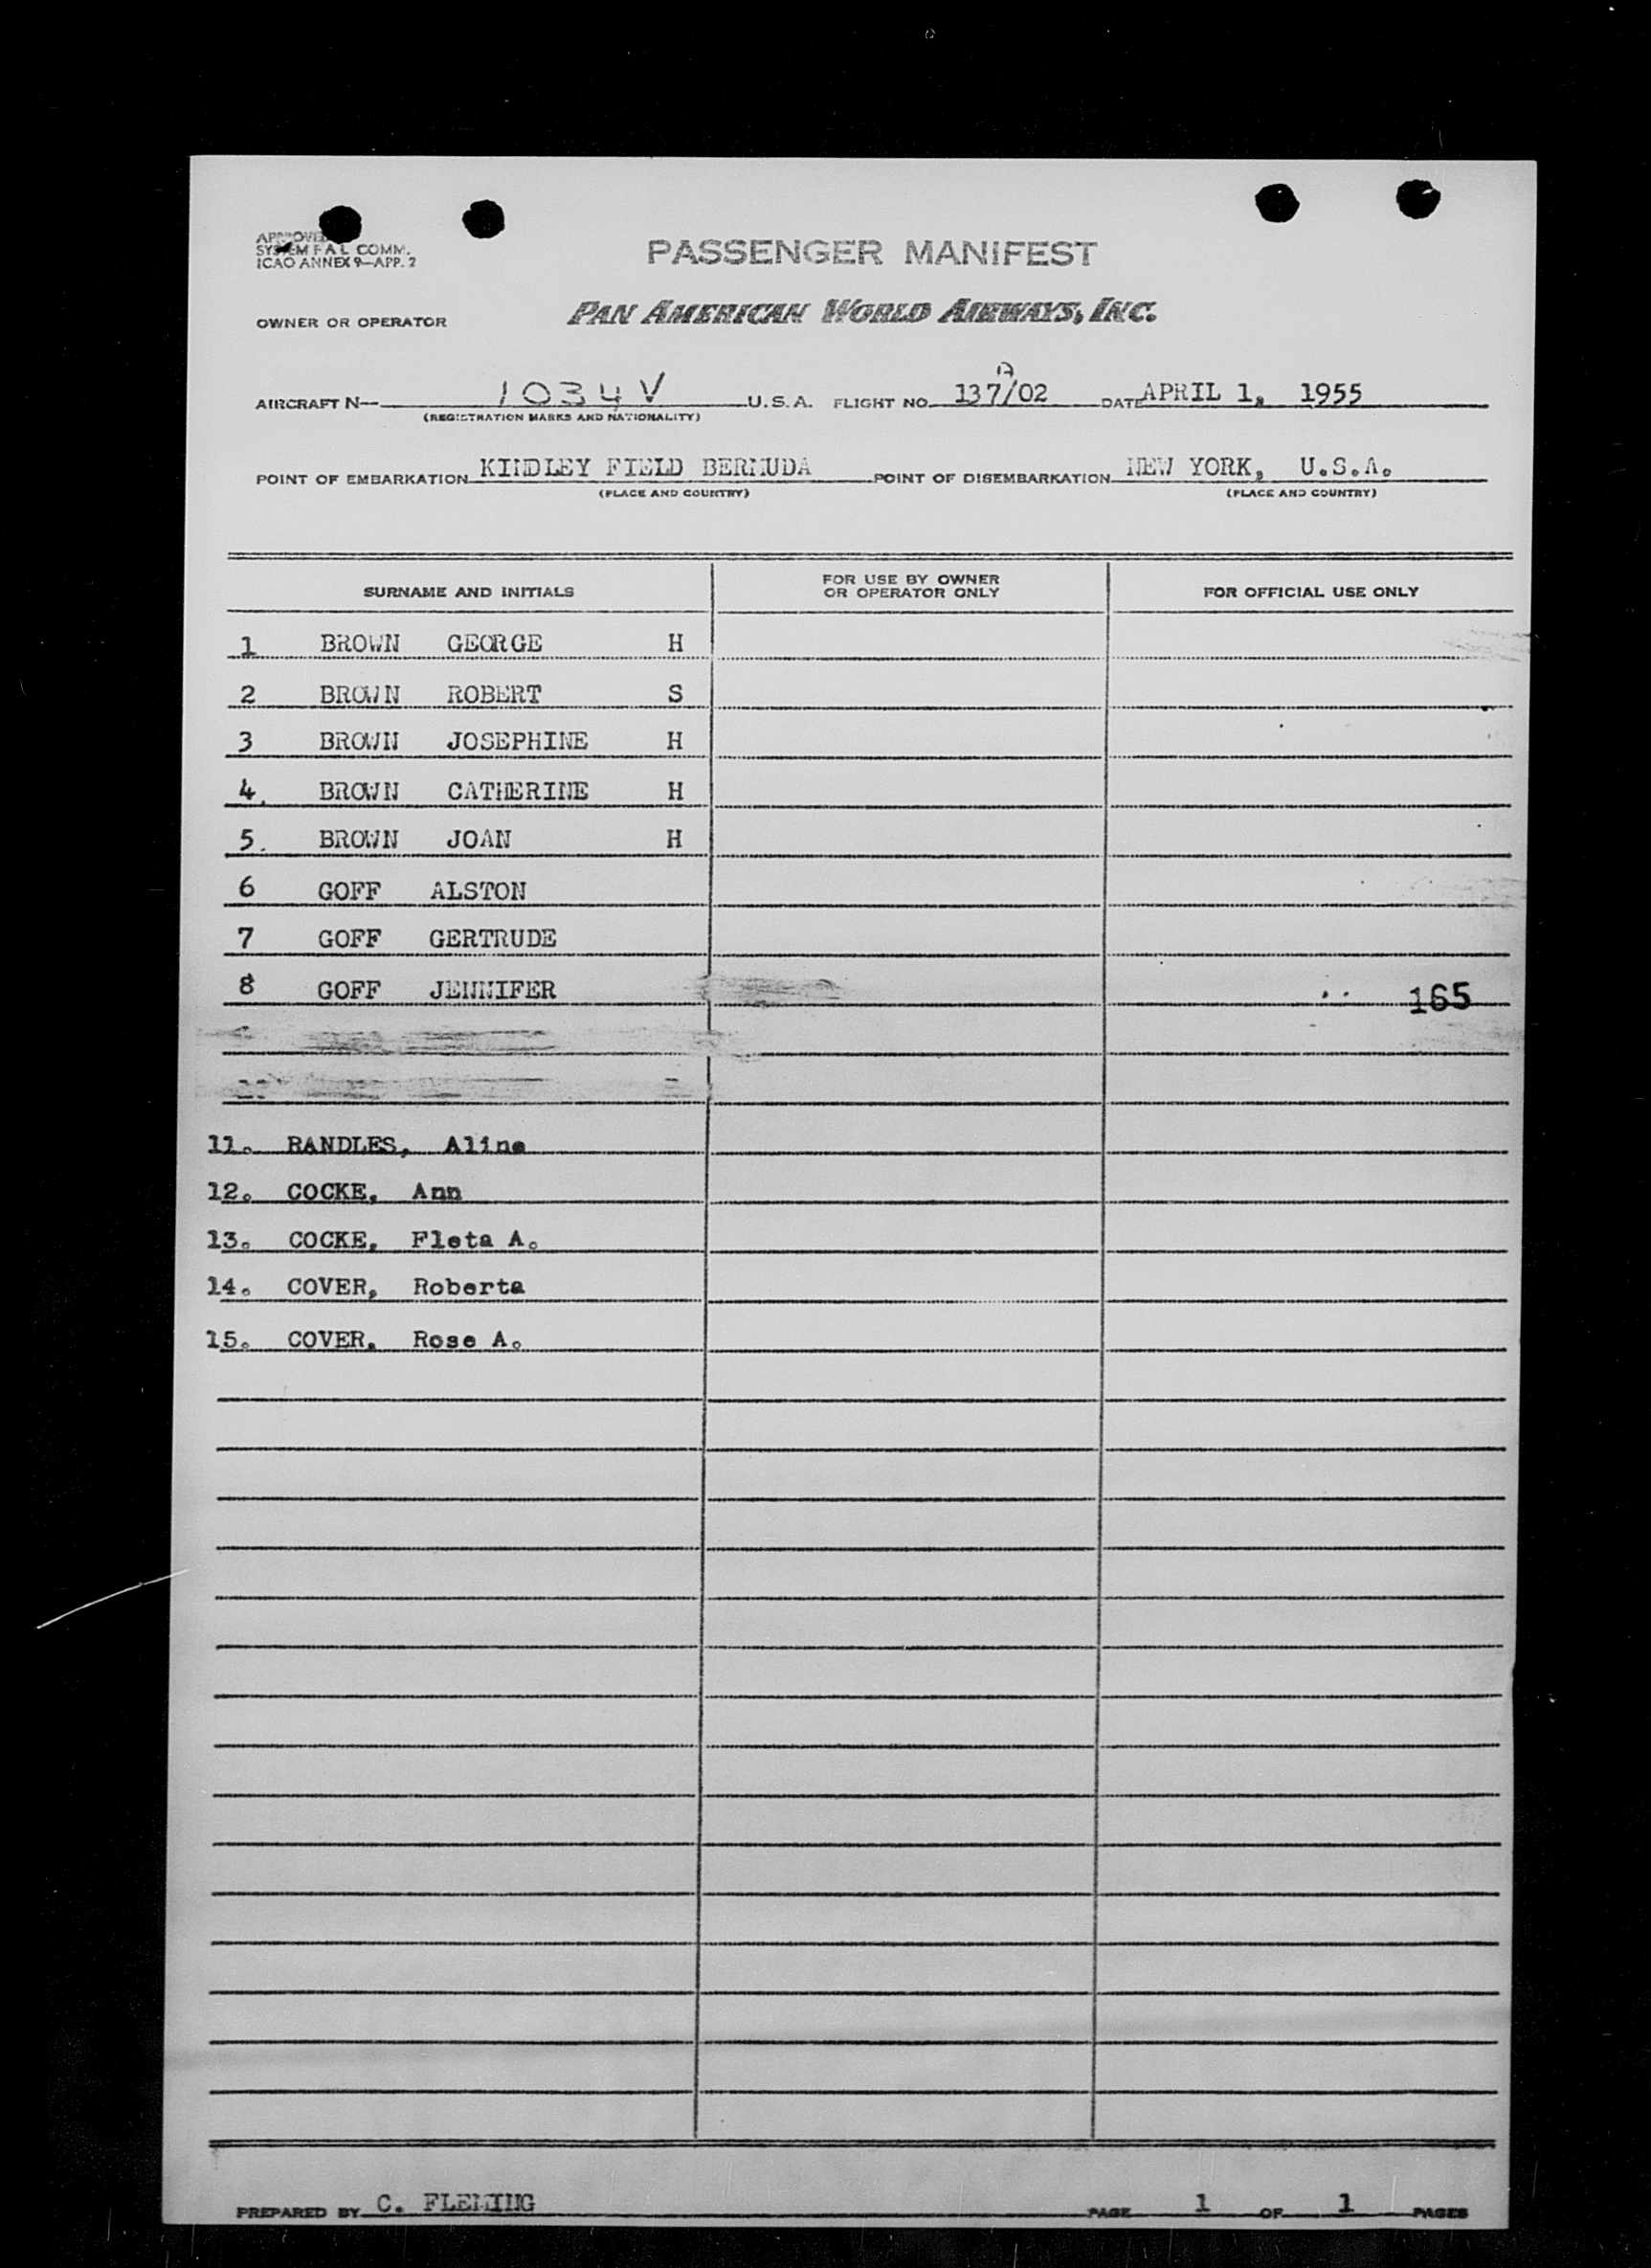 APPROVED
SYSTEM F A L COMM.
ICAO ANNEX 9—APP. 2
PASSENGER MANIFEST
OWNER OR OPERATOR PAN AMERICAN WORLD AIRWAYS, INC.
A
AIRCRAFT N— 1034V U.S.A. FLIGHT NO. 137/02 DATE APRIL 1, 1955
(REGISTRATION MARKS AND NATIONALITY)
POINT OF EMBARKATION KINDLEY FIELD BERMUDA POINT OF DISEMBARKATION NEW YORK, U.S.A.
(PLACE AND COUNTRY) (PLACE AND COUNTRY)
SURNAME AND INITIALS FOR USE BY OWNER OR OPERATOR ONLY FOR OFFICIAL USE ONLY
1 BROWN GEORGE H
2 BROWN ROBERT S
3 BROWN JOSEPHINE H
4. BROWN CATHERINE H
5. BROWN JOAN H
6 GOFF ALSTON
7 GOFF GERTRUDE
8 GOFF JENNIFER 165
11. RANDLES, Aline
12. COCKE, Ann
13. COCKE, Fleta A.
14. COVER, Roberta
15. COVER, Rose A.
PREPARED BY C. FLEMING PAGE 1 OF 1 PAGES